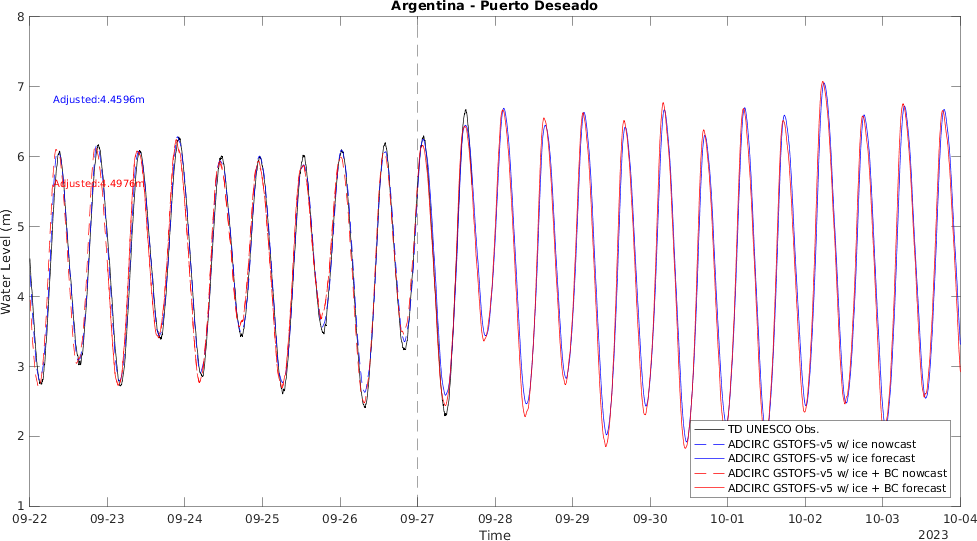 Argentina - Puerto Deseado
8
7
6
5
4
3
2
1
Water Level (m)
Adjusted:4.4596m
Adjusted:4.4976m
TD UNESCO Obs.
ADCIRC GSTOFS-v5 w/ ice nowcast
ADCIRC GSTOFS-v5 w/ ice forecast
ADCIRC GSTOFS-v5 w/ ice + BC nowcast
ADCIRC GSTOFS-v5 w/ ice + BC forecast
09-22 09-23 09-24 09-25 09-26 09-27 09-28 09-29 09-30 10-01 10-02 10-03 10-04
Time
2023